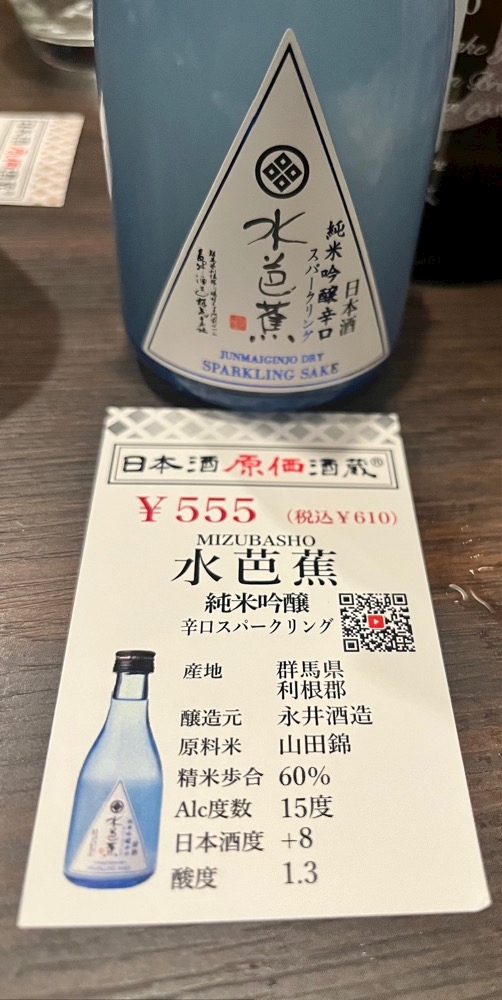 水芭蕉
純米吟醸辛口
スパークリング
日本酒
JUNMAIGINJO DRY
SPARKLING SAKE
日本酒原価酒蔵®
¥555 (税込¥610)
MIZUBASHO
水芭蕉
純米吟醸
辛口スパークリング
産地 群馬県
利根郡
醸造元 永井酒造
原料米 山田錦
精米歩合 60%
Alc度数 15度
日本酒度 +8
酸度 1.3
水芭蕉